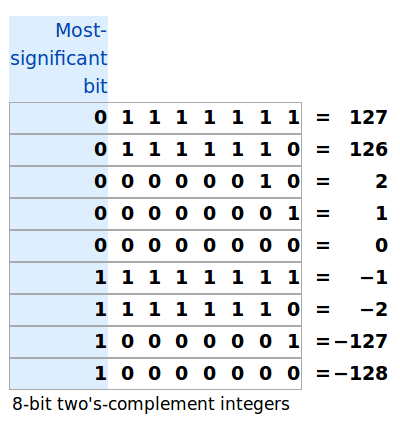 Most-
significant
bit
0 1 1 1 1 1 1 1 = 127
0 1 1 1 1 1 1 0 = 126
0 0 0 0 0 0 1 0 = 2
0 0 0 0 0 0 0 1 = 1
0 0 0 0 0 0 0 0 = 0
1 1 1 1 1 1 1 1 = −1
1 1 1 1 1 1 1 0 = −2
1 0 0 0 0 0 0 1 = −127
1 0 0 0 0 0 0 0 = −128
8-bit two's-complement integers